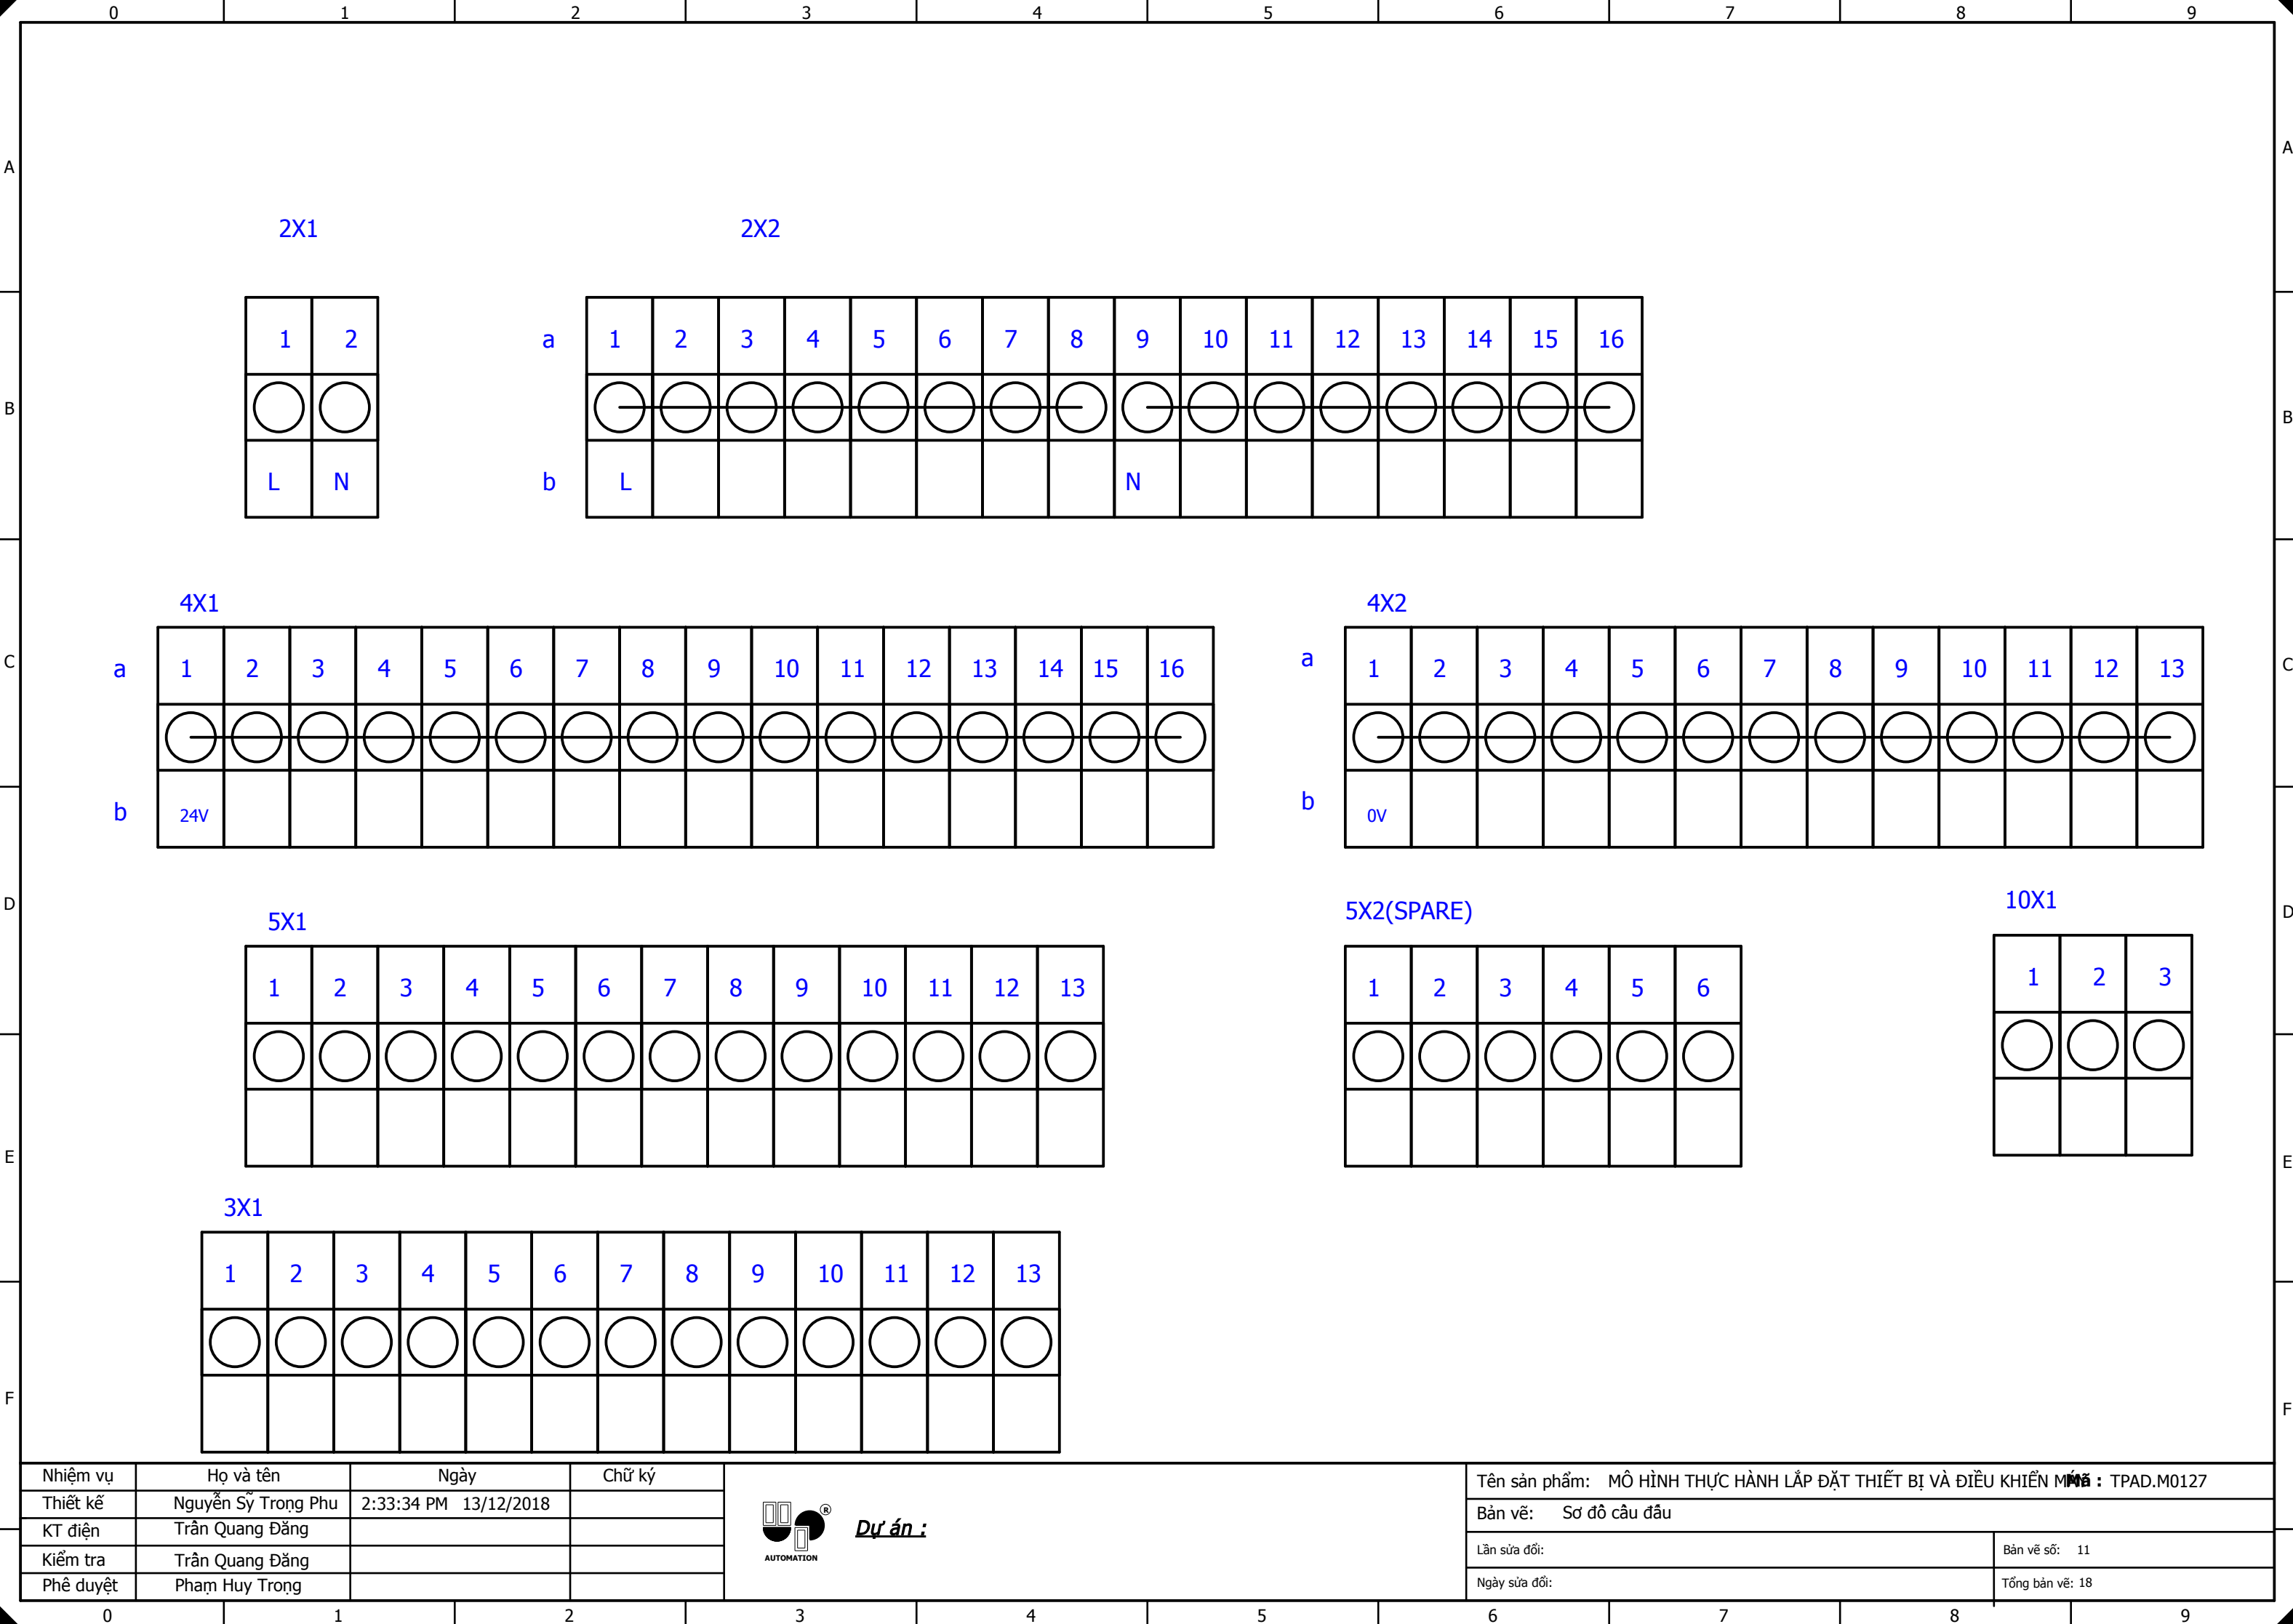 0 1 2 3 4 5 6 7 8 9
A A
2X1 2X2
1 2 a 1 2 3 4 5 6 7 8 9 10 11 12 13 14 15 16
B B
L N b L N
4X1 4X2
C a 1 2 3 4 5 6 7 8 9 10 11 12 13 14 15 16 a 1 2 3 4 5 6 7 8 9 10 11 12 13 C
b 24V b 0V
D 5X1 5X2(SPARE) 10X1 D
1 2 3 4 5 6 7 8 9 10 11 12 13 1 2 3 4 5 6 1 2 3
E E
3X1
1 2 3 4 5 6 7 8 9 10 11 12 13
F F
Nhiệm vụ Họ và tên Ngày Chữ ký
Thiết kế Nguyễn Sỹ Trọng Phu 2:33:34 PM 13/12/2018
KT điện Trần Quang Đăng
Kiểm tra Trần Quang Đăng
Phê duyệt Phạm Huy Trọng
®
AUTOMATION
Dự án :
Tên sản phẩm: MÔ HÌNH THỰC HÀNH LẮP ĐẶT THIẾT BỊ VÀ ĐIỀU KHIỂN Mã : TPAD.M0127
Bản vẽ: Sơ đồ cầu đấu
Lần sửa đổi: Bản vẽ số: 11
Ngày sửa đổi: Tổng bản vẽ: 18
0 1 2 3 4 5 6 7 8 9